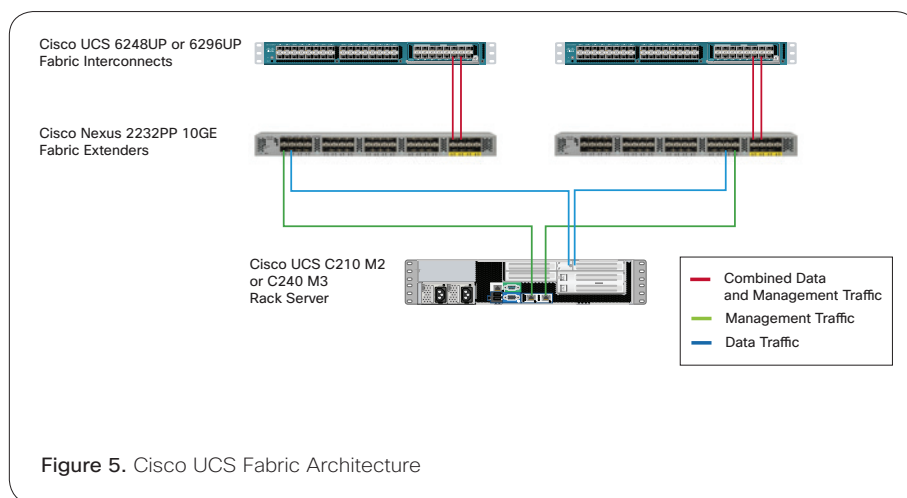 Cisco UCS 6248UP or 6296UP
Fabric Interconnects
Cisco Nexus 2232PP 10GE
Fabric Extenders
Cisco UCS C210 M2
or C240 M3
Rack Server
Combined Data
and Management Traffic
Management Traffic
Data Traffic
Figure 5. Cisco UCS Fabric Architecture